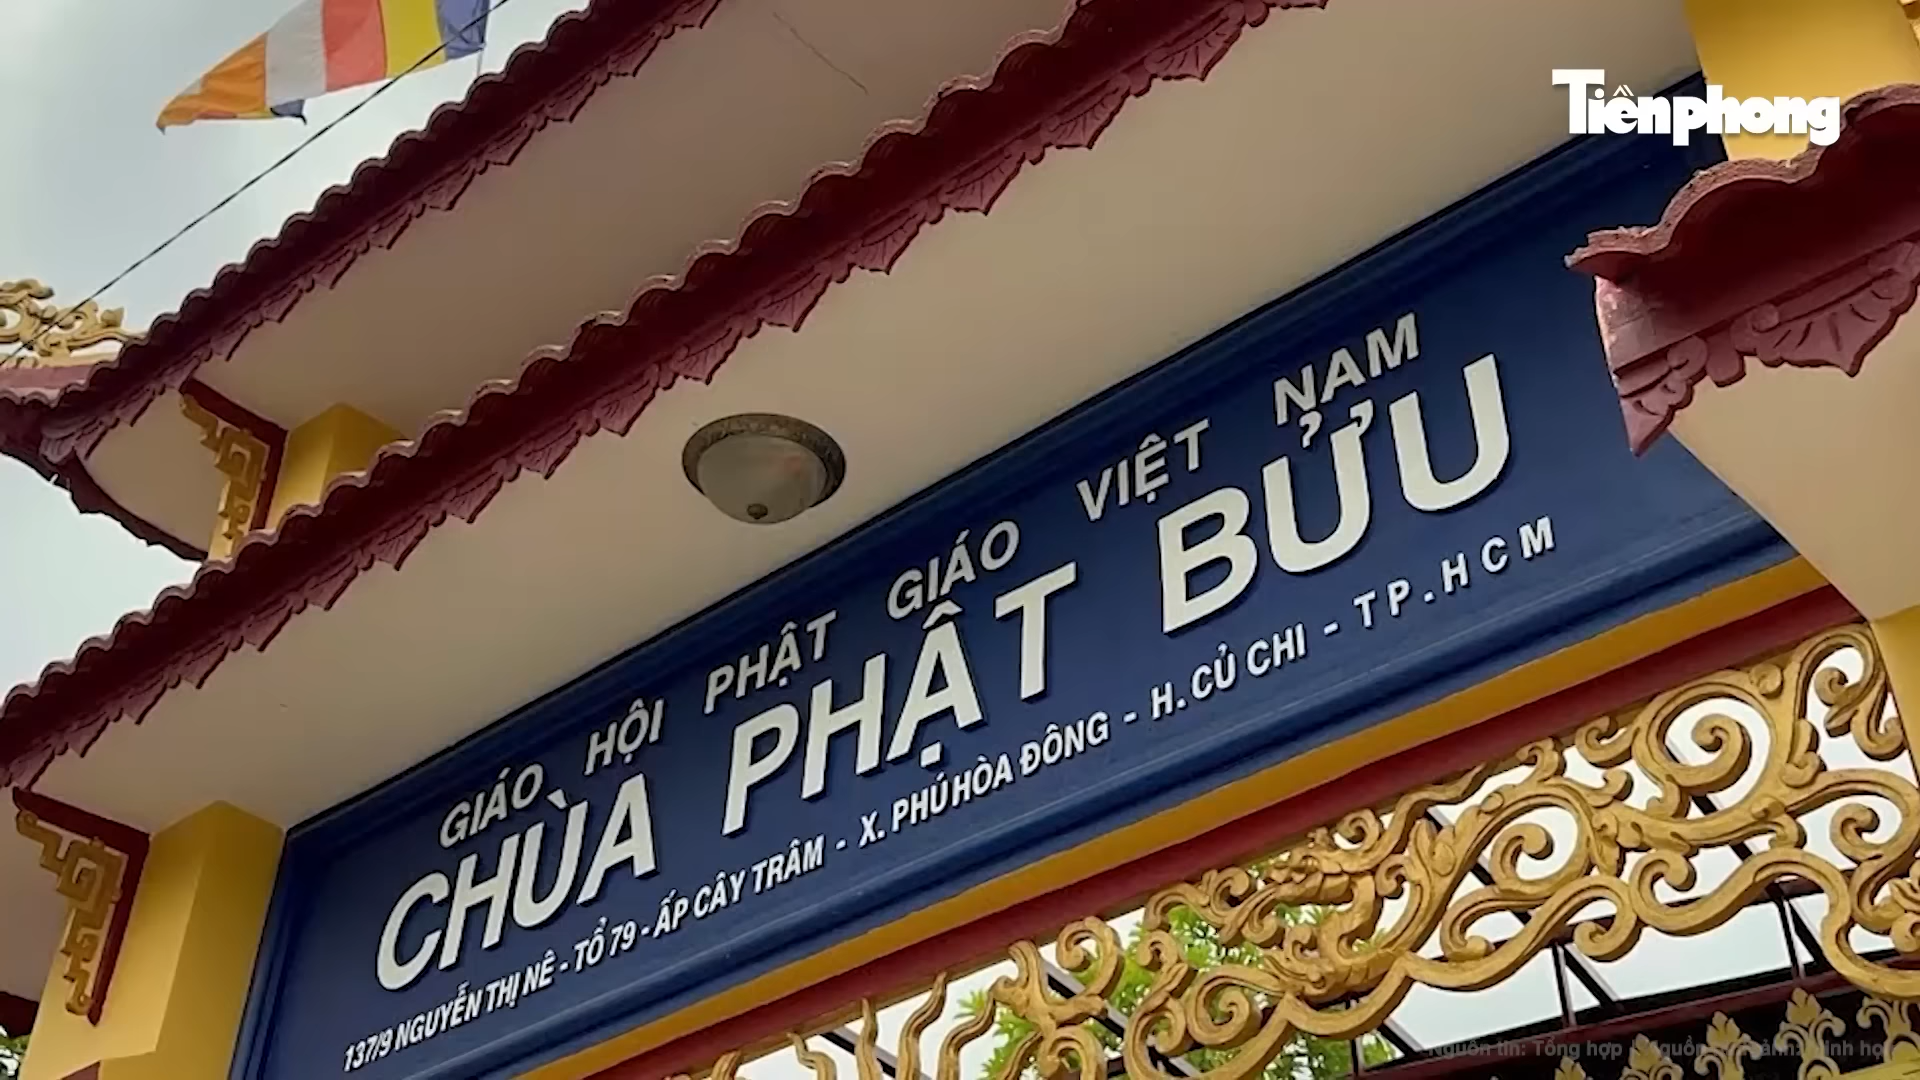 Tiềnphong
GIÁO HỘI PHẬT GIÁO VIỆT NAM
CHÙA PHẬT BỬU
137/9 NGUYỄN THỊ NÊ - TỔ 79 - ẤP CÂY TRÂM - X. PHÚ HÒA ĐÔNG - H. CỦ CHI - TP. HCM
Nguồn tin: Tổng hợp